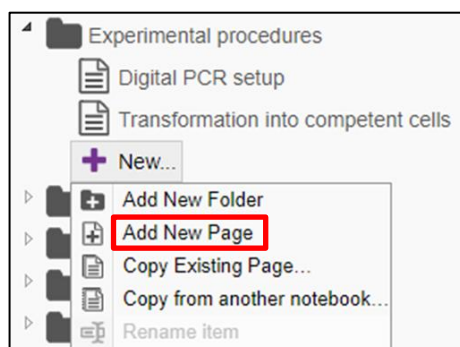 Experimental procedures
Digital PCR setup
Transformation into competent cells
New...
Add New Folder
Add New Page
Copy Existing Page...
Copy from another notebook...
Rename item